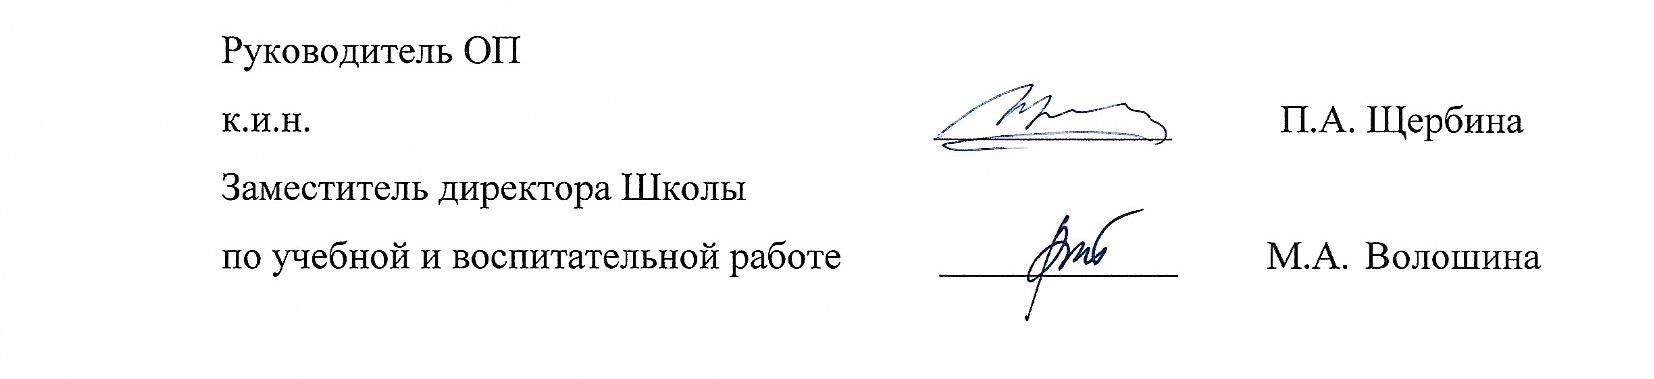 Руководитель ОП
к.и.н. П.А. Щербина
Заместитель директора Школы
по учебной и воспитательной работе М.А. Волошина